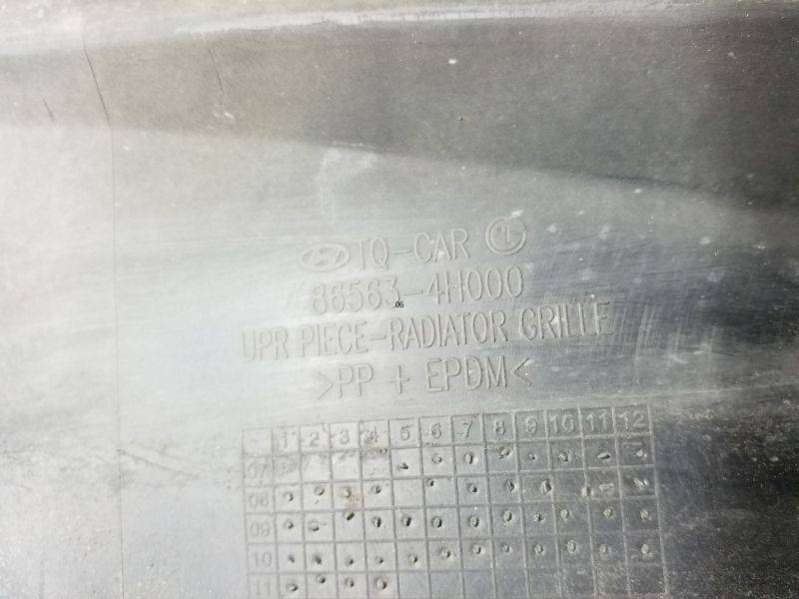 TQ-CAR
86563-4H000
UPR PIECE-RADIATOR GRILLE
>PP + EPDM<
1 2 3 4 5 6 7 8 9 10 11 12
07
08
09
10
11